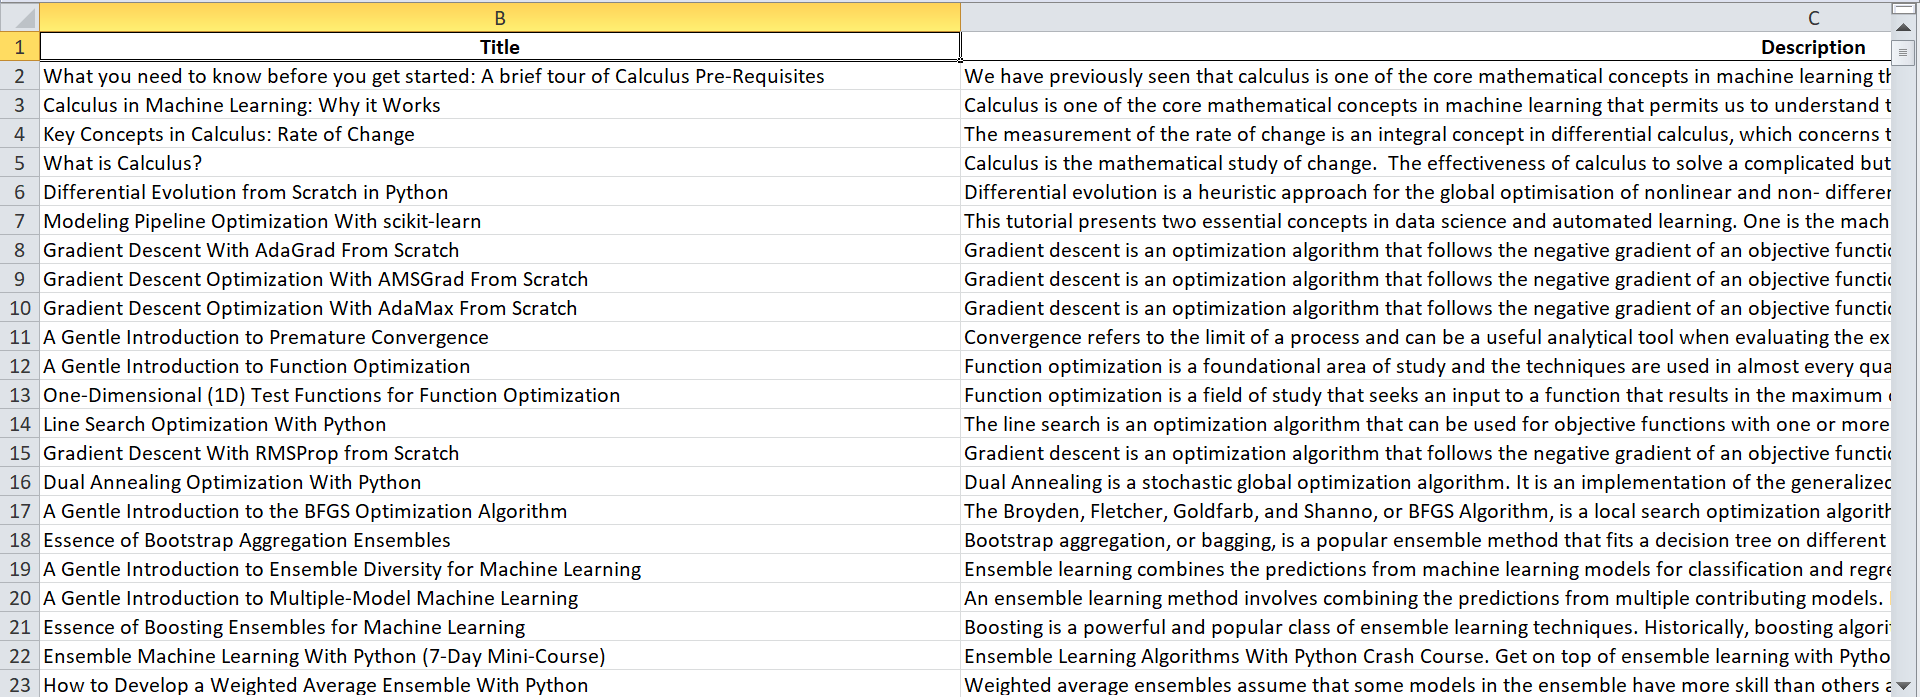 B C
1 Title Description
2 What you need to know before you get started: A brief tour of Calculus Pre-Requisites We have previously seen that calculus is one of the core mathematical concepts in machine learning
3 Calculus in Machine Learning: Why it Works Calculus is one of the core mathematical concepts in machine learning that permits us to understand
4 Key Concepts in Calculus: Rate of Change The measurement of the rate of change is an integral concept in differential calculus, which concerns
5 What is Calculus? Calculus is the mathematical study of change.  The effectiveness of calculus to solve a complicated but
6 Differential Evolution from Scratch in Python Differential evolution is a heuristic approach for the global optimisation of nonlinear and non-
7 Modeling Pipeline Optimization With scikit-learn This tutorial presents two essential concepts in data science and automated learning. One is the mach
8 Gradient Descent With AdaGrad From Scratch Gradient descent is an optimization algorithm that follows the negative gradient of an objective
9 Gradient Descent Optimization With AMSGrad From Scratch Gradient descent is an optimization algorithm that follows the negative gradient of an objective
10 Gradient Descent Optimization With AdaMax From Scratch Gradient descent is an optimization algorithm that follows the negative gradient of an objective
11 A Gentle Introduction to Premature Convergence Convergence refers to the limit of a process and can be a useful analytical tool when evaluating the ex
12 A Gentle Introduction to Function Optimization Function optimization is a foundational area of study and the techniques are used in almost every qua
13 One-Dimensional (1D) Test Functions for Function Optimization Function optimization is a field of study that seeks an input to a function that results in the maximum
14 Line Search Optimization With Python The line search is an optimization algorithm that can be used for objective functions with one or more
15 Gradient Descent With RMSProp from Scratch Gradient descent is an optimization algorithm that follows the negative gradient of an objective
16 Dual Annealing Optimization With Python Dual Annealing is a stochastic global optimization algorithm. It is an implementation of the generalized
17 A Gentle Introduction to the BFGS Optimization Algorithm The Broyden, Fletcher, Goldfarb, and Shanno, or BFGS Algorithm, is a local search optimization
18 Essence of Bootstrap Aggregation Ensembles Bootstrap aggregation, or bagging, is a popular ensemble method that fits a decision tree on different
19 A Gentle Introduction to Ensemble Diversity for Machine Learning Ensemble learning combines the predictions from machine learning models for classification and
20 A Gentle Introduction to Multiple-Model Machine Learning An ensemble learning method involves combining the predictions from multiple contributing models.
21 Essence of Boosting Ensembles for Machine Learning Boosting is a powerful and popular class of ensemble learning techniques. Historically, boosting
22 Ensemble Machine Learning With Python (7-Day Mini-Course) Ensemble Learning Algorithms With Python Crash Course. Get on top of ensemble learning with Pytho
23 How to Develop a Weighted Average Ensemble With Python Weighted average ensembles assume that some models in the ensemble have more skill than others